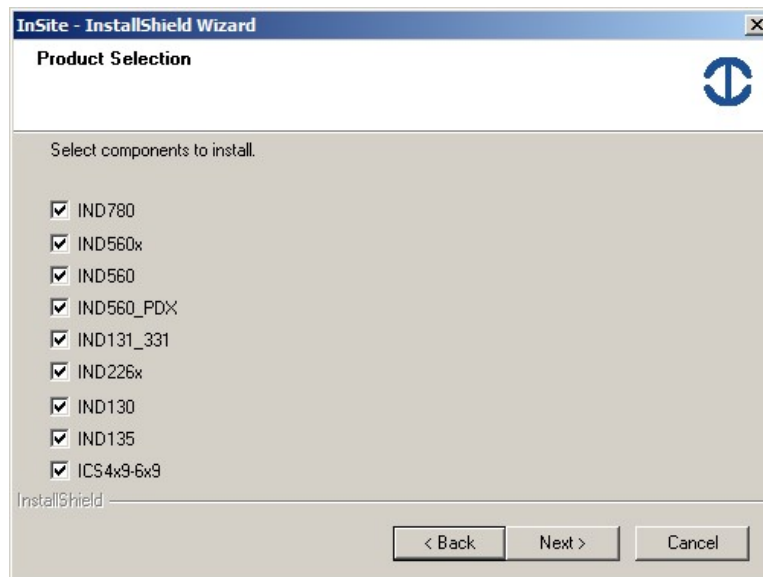 InSite - InstallShield Wizard
Product Selection
Select components to install.
IND780
IND560x
IND560
IND560_PDX
IND131_331
IND226x
IND130
IND135
ICS4x9-6x9
InstallShield
< Back Next > Cancel